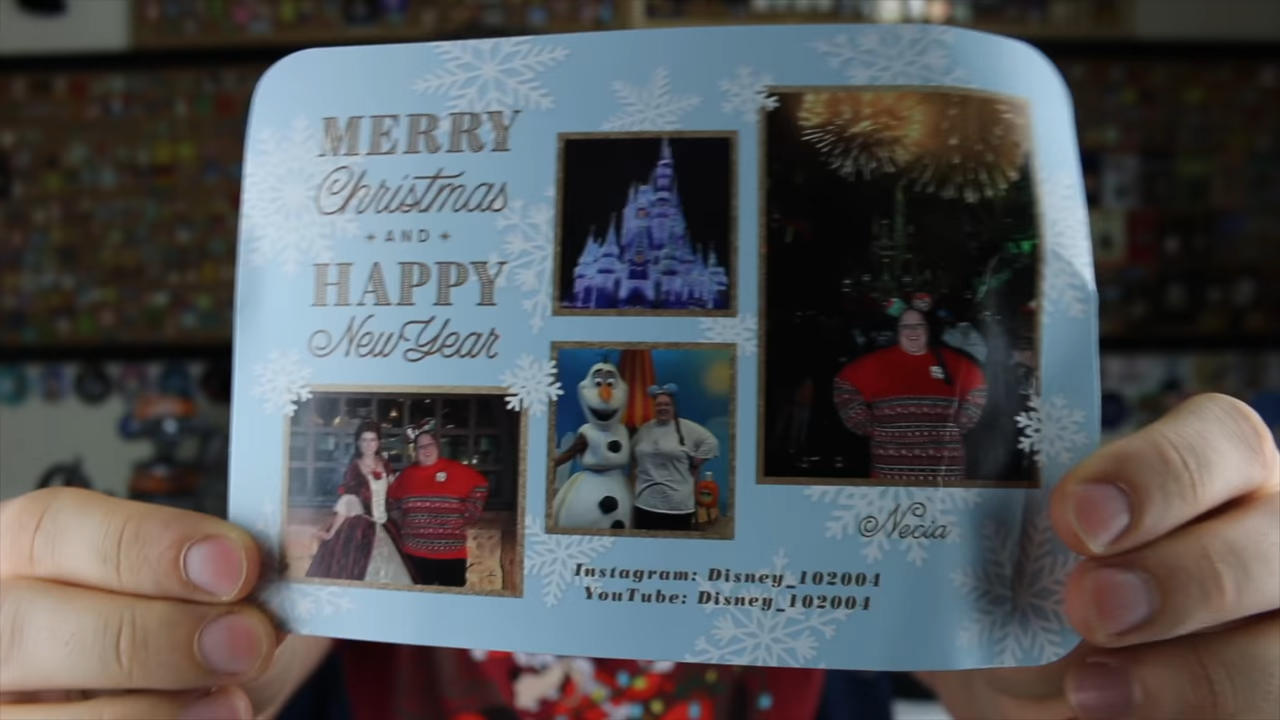 MERRY
Christmas
AND
HAPPY
New Year
Necia
Instagram: Disney_102004
YouTube: Disney_102004